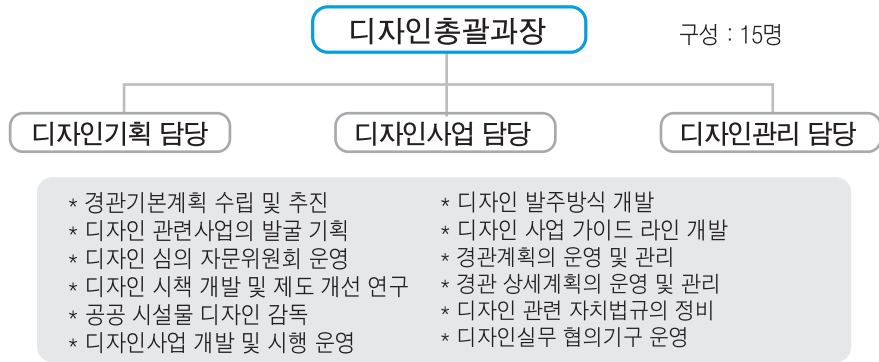 디자인총괄과장
구성 : 15명
디자인기획 담당
디자인사업 담당
디자인관리 담당
* 경관기본계획 수립 및 추진
* 디자인 관련사업의 발굴 기획
* 디자인 심의 자문위원회 운영
* 디자인 시책 개발 및 제도 개선 연구
* 공공 시설물 디자인 감독
* 디자인사업 개발 및 시행 운영
* 디자인 발주방식 개발
* 디자인 사업 가이드 라인 개발
* 경관계획의 운영 및 관리
* 경관 상세계획의 운영 및 관리
* 디자인 관련 자치법규의 정비
* 디자인실무 협의기구 운영